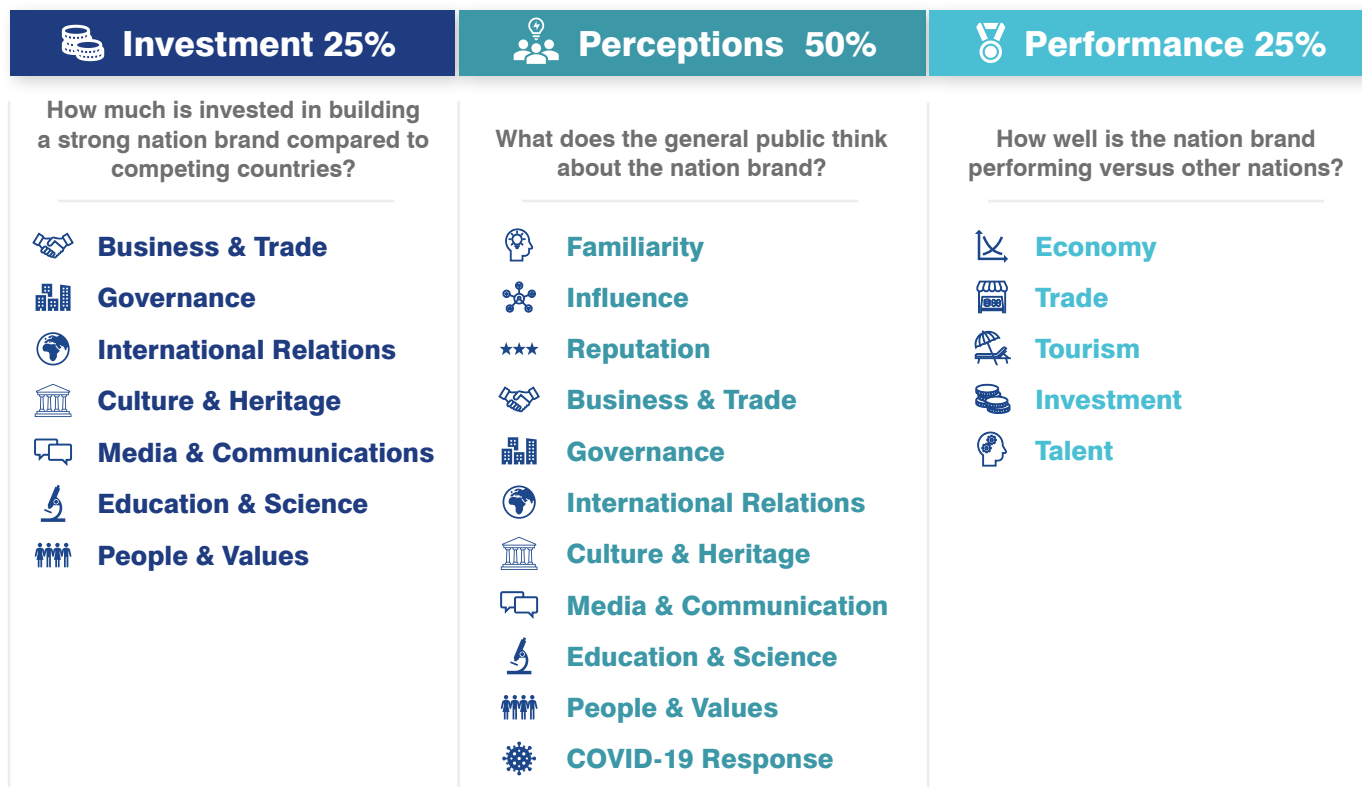 Investment 25%
How much is invested in building
a strong nation brand compared to
competing countries?
Business & Trade
Governance
International Relations
Culture & Heritage
Media & Communications
Education & Science
People & Values
Perceptions 50%
What does the general public think
about the nation brand?
Familiarity
Influence
Reputation
Business & Trade
Governance
International Relations
Culture & Heritage
Media & Communication
Education & Science
People & Values
COVID-19 Response
Performance 25%
How well is the nation brand
performing versus other nations?
Economy
Trade
Tourism
Investment
Talent